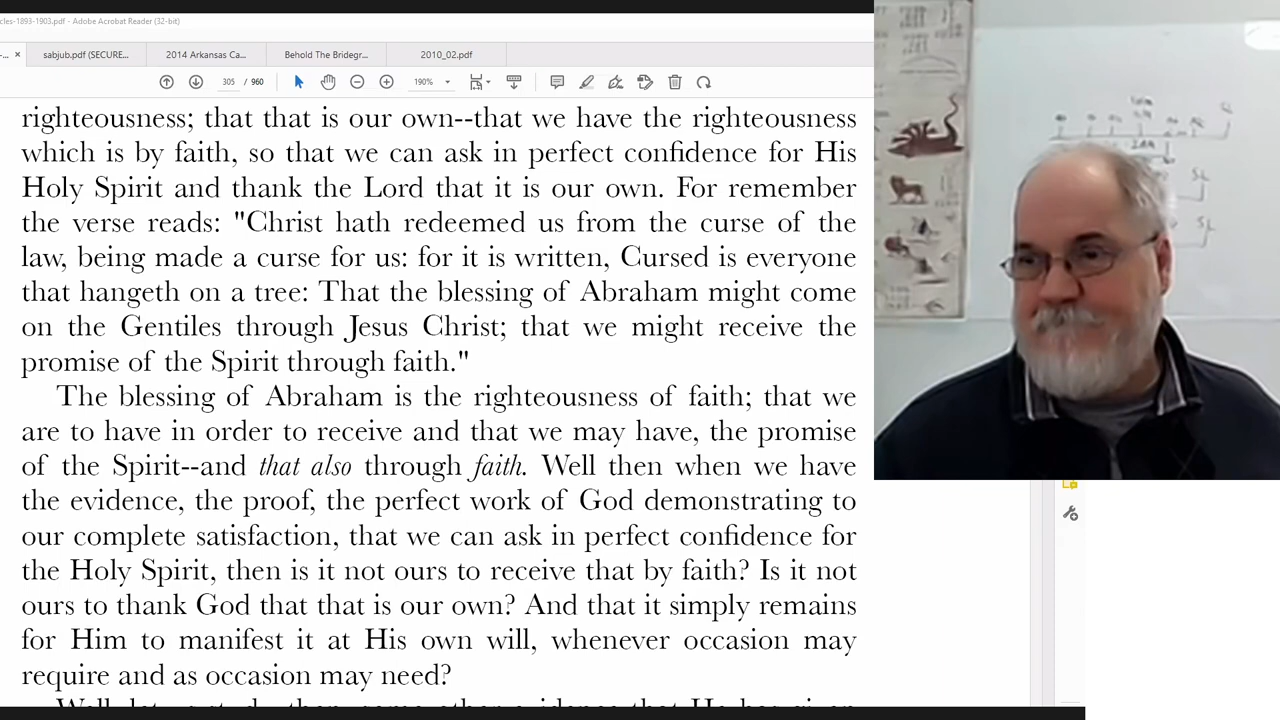 cles-1893-1903.pdf - Adobe Acrobat Reader (32-bit)
sabjub.pdf (SECURE... 2014 Arkansas Ca... Behold The Bridegr... 2010_02.pdf
305 / 960 190%
righteousness; that that is our own--that we have the righteousness
which is by faith, so that we can ask in perfect confidence for His
Holy Spirit and thank the Lord that it is our own. For remember
the verse reads: "Christ hath redeemed us from the curse of the
law, being made a curse for us: for it is written, Cursed is everyone
that hangeth on a tree: That the blessing of Abraham might come
on the Gentiles through Jesus Christ; that we might receive the
promise of the Spirit through faith."
The blessing of Abraham is the righteousness of faith; that we
are to have in order to receive and that we may have, the promise
of the Spirit--and that also through faith. Well then when we have
the evidence, the proof, the perfect work of God demonstrating to
our complete satisfaction, that we can ask in perfect confidence for
the Holy Spirit, then is it not ours to receive that by faith? Is it not
ours to thank God that that is our own? And that it simply remains
for Him to manifest it at His own will, whenever occasion may
require and as occasion may need?